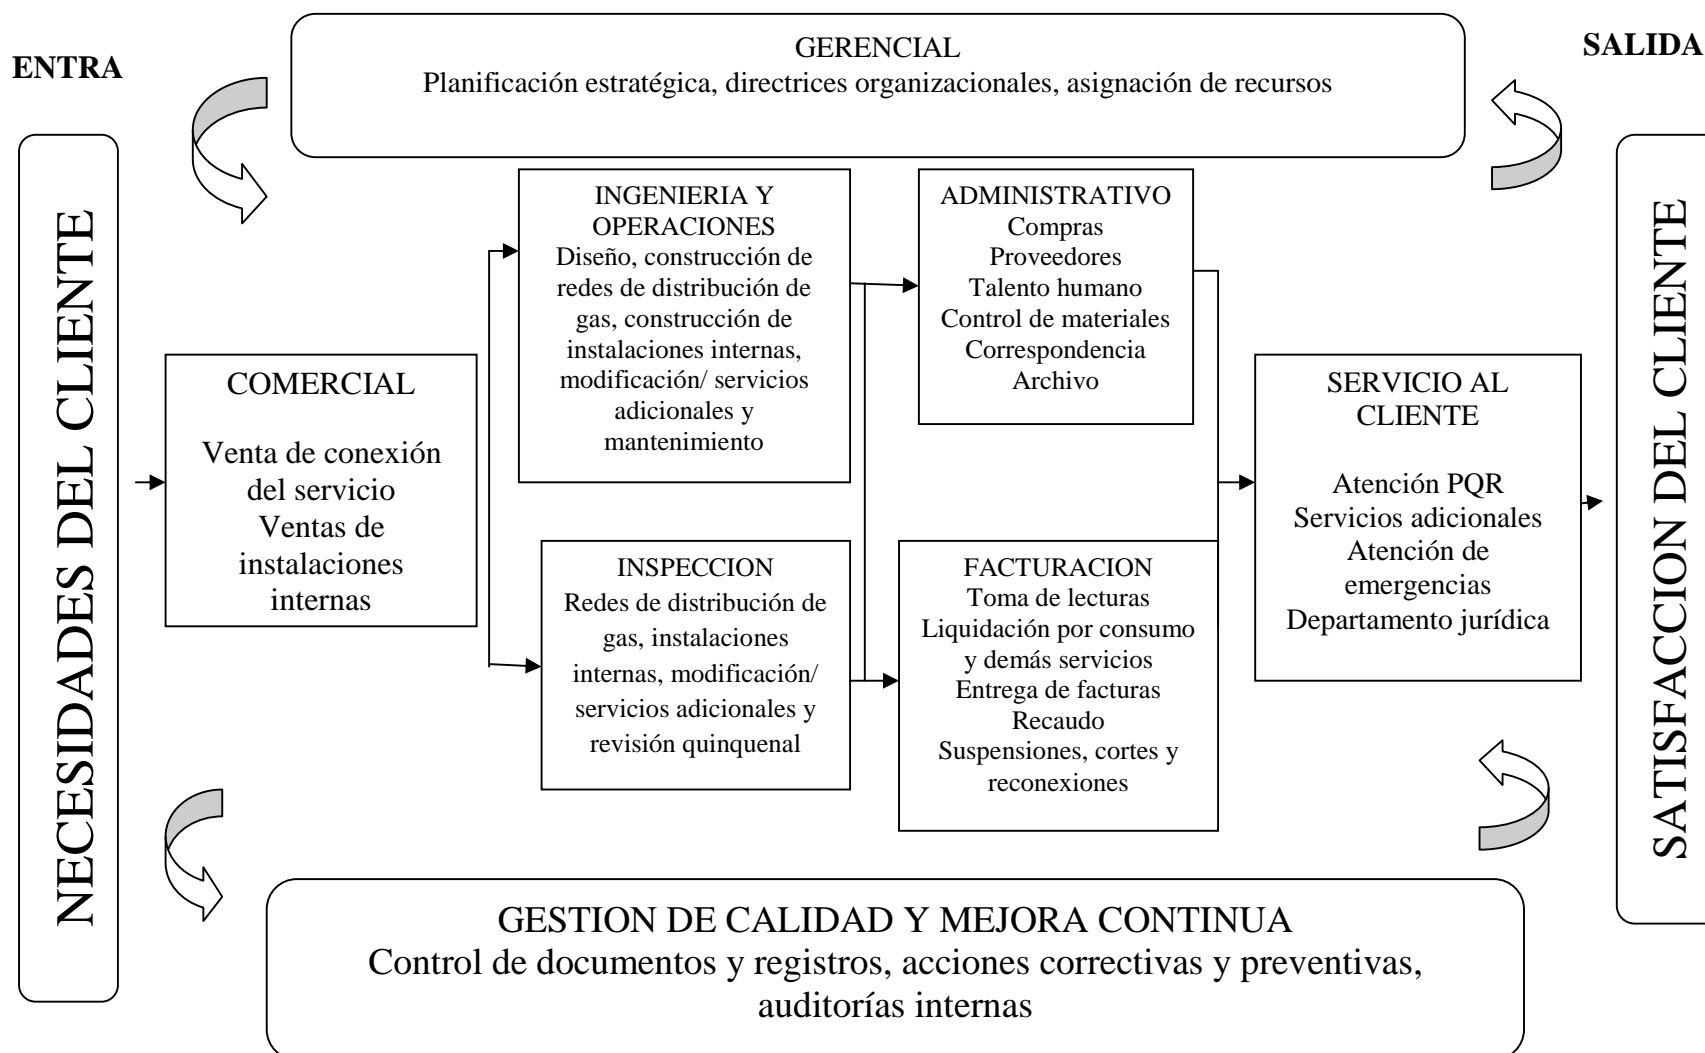 ENTRA
SALIDA
GERENCIAL
Planificación estratégica, directrices organizacionales, asignación de recursos
NECESIDADES DEL CLIENTE
COMERCIAL
Venta de conexión
del servicio
Ventas de
instalaciones
internas
INGENIERIA Y
OPERACIONES
Diseño, construcción de
redes de distribución de
gas, construcción de
instalaciones internas,
modificación/ servicios
adicionales y
mantenimiento
INSPECCION
Redes de distribución de
gas, instalaciones
internas, modificación/
servicios adicionales y
revisión quinquenal
ADMINISTRATIVO
Compras
Proveedores
Talento humano
Control de materiales
Correspondencia
Archivo
FACTURACION
Toma de lecturas
Liquidación por consumo
y demás servicios
Entrega de facturas
Recaudo
Suspensiones, cortes y
reconexiones
SERVICIO AL
CLIENTE
Atención PQR
Servicios adicionales
Atención de
emergencias
Departamento jurídica
SATISFACCION DEL CLIENTE
GESTION DE CALIDAD Y MEJORA CONTINUA
Control de documentos y registros, acciones correctivas y preventivas,
auditorías internas